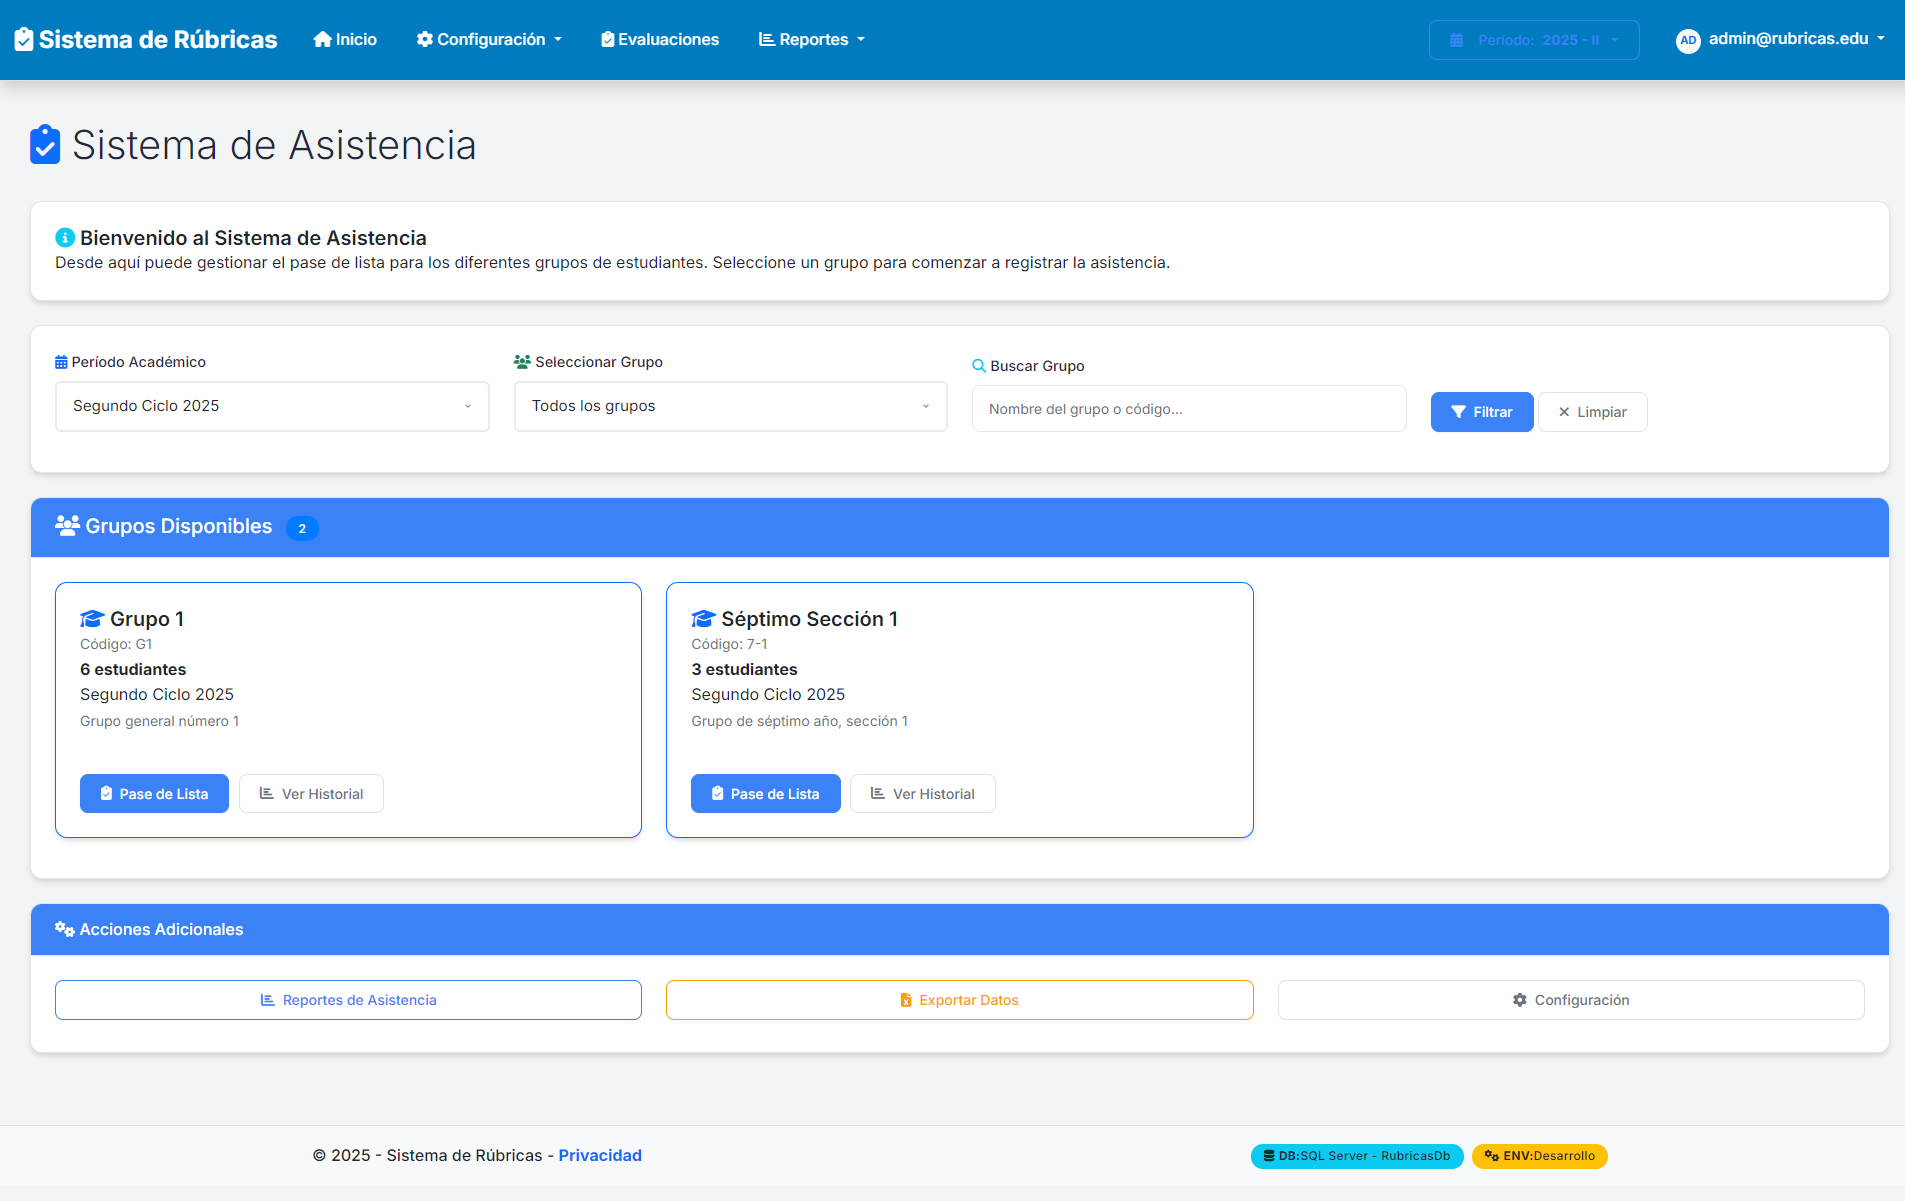 Sistema de Rúbricas Inicio Configuración Evaluaciones Reportes Período: 2025 - II AD admin@rubricas.edu
Sistema de Asistencia
Bienvenido al Sistema de Asistencia
Desde aquí puede gestionar el pase de lista para los diferentes grupos de estudiantes. Seleccione un grupo para comenzar a registrar la asistencia.
Período Académico
Segundo Ciclo 2025
Seleccionar Grupo
Todos los grupos
Buscar Grupo
Nombre del grupo o código...
Filtrar
Limpiar
Grupos Disponibles 2
Grupo 1
Código: G1
6 estudiantes
Segundo Ciclo 2025
Grupo general número 1
Pase de Lista Ver Historial
Séptimo Sección 1
Código: 7-1
3 estudiantes
Segundo Ciclo 2025
Grupo de séptimo año, sección 1
Pase de Lista Ver Historial
Acciones Adicionales
Reportes de Asistencia
Exportar Datos
Configuración
© 2025 - Sistema de Rúbricas - Privacidad
DB:SQL Server - RubricasDb
ENV:Desarrollo